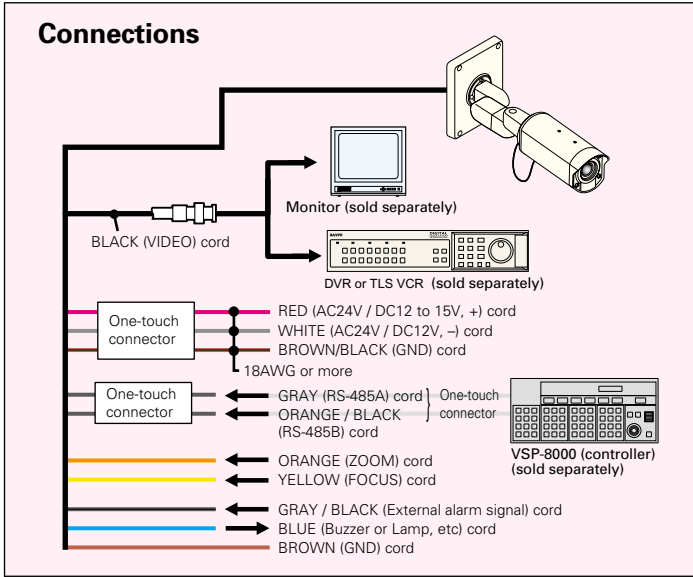 Connections
Monitor (sold separately)
BLACK (VIDEO) cord
SANYO
DIGITAL
DVR or TLS VCR (sold separately)
One-touch
connector
RED (AC24V / DC12 to 15V, +) cord
WHITE (AC24V / DC12V, –) cord
BROWN/BLACK (GND) cord
18AWG or more
One-touch
connector
GRAY (RS-485A) cord
ORANGE / BLACK
(RS-485B) cord
One-touch
connector
VSP-8000 (controller)
(sold separately)
ORANGE (ZOOM) cord
YELLOW (FOCUS) cord
GRAY / BLACK (External alarm signal) cord
BLUE (Buzzer or Lamp, etc) cord
BROWN (GND) cord